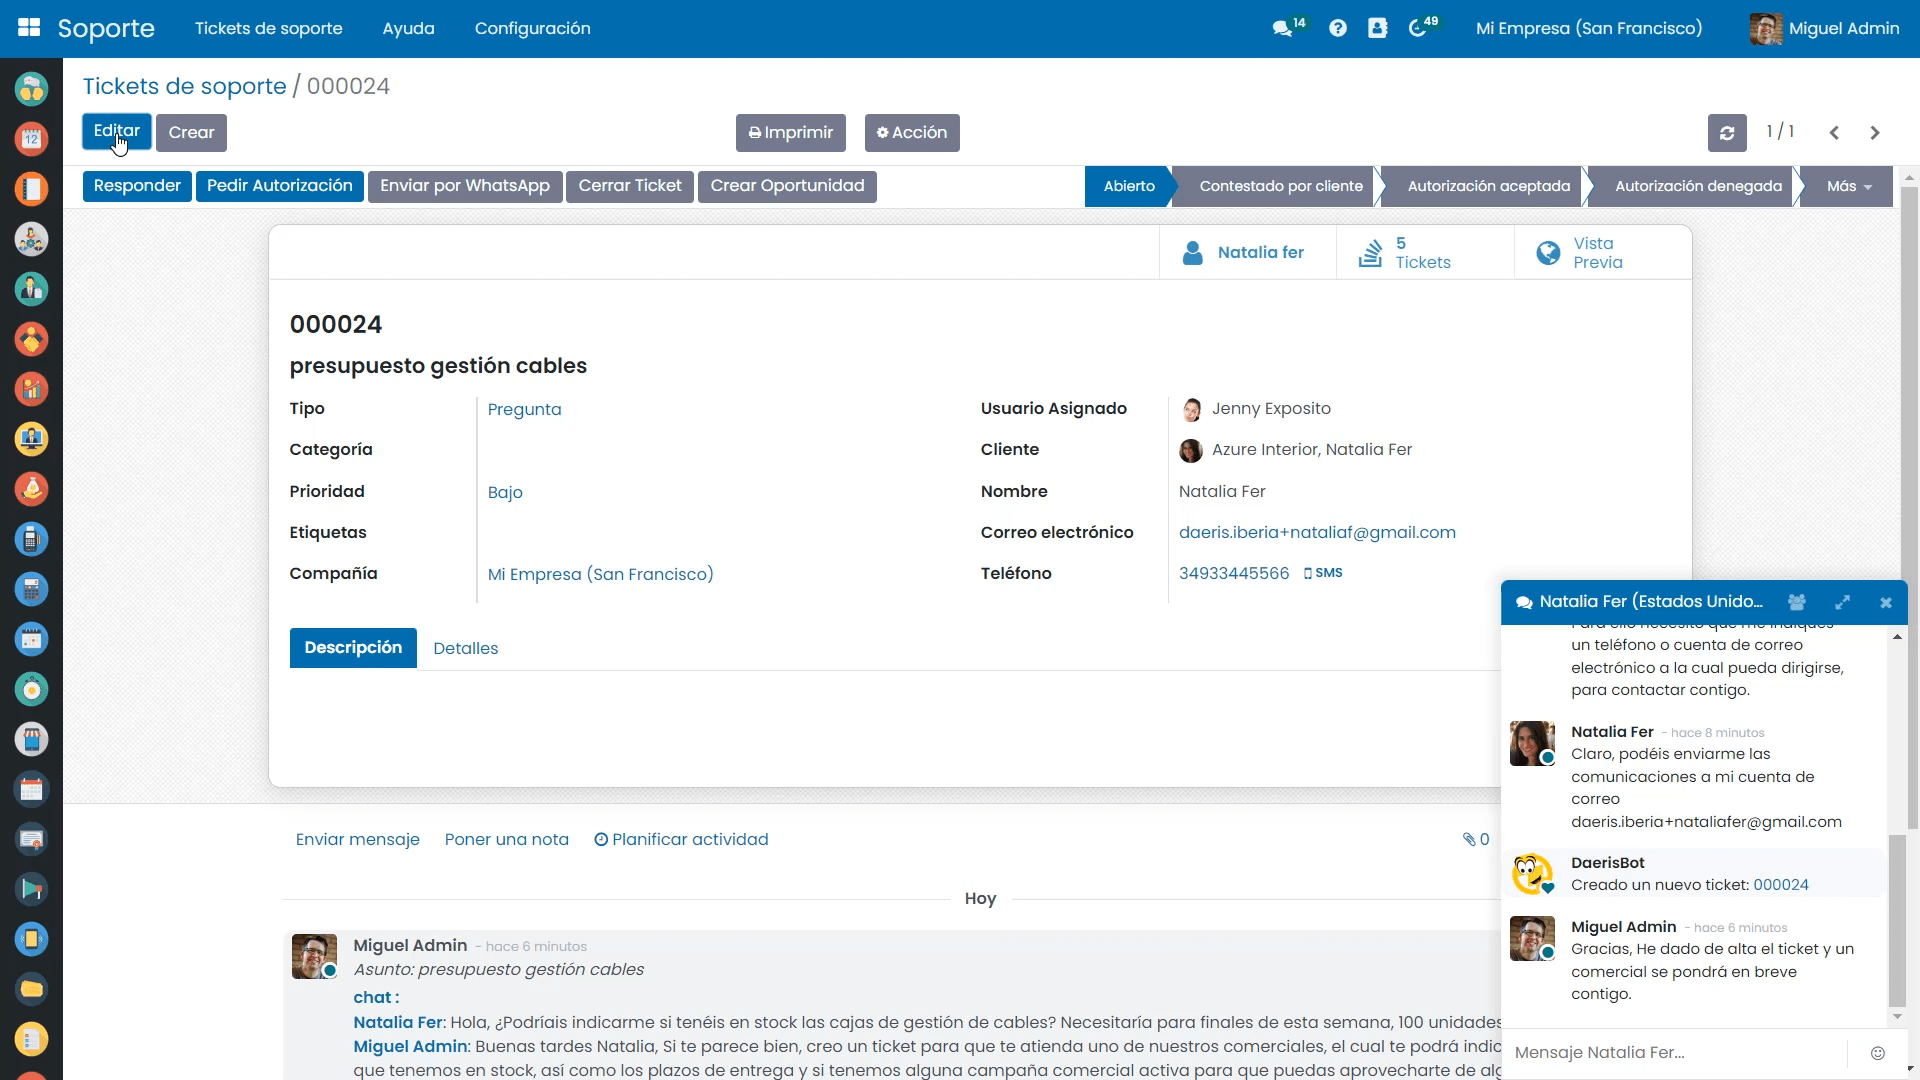 Soporte
Tickets de soporte
Ayuda
Configuración
14
49
Mi Empresa (San Francisco)
Miguel Admin
Tickets de soporte / 000024
Editar
Crear
Imprimir
Acción
1 / 1
Responder
Pedir Autorización
Enviar por WhatsApp
Cerrar Ticket
Crear Oportunidad
Abierto
Contestado por cliente
Autorización aceptada
Autorización denegada
Más
Natalia fer
5
Tickets
Vista
Previa
000024
presupuesto gestión cables
Tipo
Pregunta
Categoría
Prioridad
Bajo
Etiquetas
Compañía
Mi Empresa (San Francisco)
Usuario Asignado
Jenny Exposito
Cliente
Azure Interior, Natalia Fer
Nombre
Natalia Fer
Correo electrónico
daeris.iberia+nataliaf@gmail.com
Teléfono
34933445566
SMS
Descripción
Detalles
Enviar mensaje
Poner una nota
Planificar actividad
0
Hoy
Miguel Admin - hace 6 minutos
Asunto: presupuesto gestión cables
chat :
Natalia Fer: Hola, ¿Podríais indicarme si tenéis en stock las cajas de gestión de cables? Necesitaría para finales de esta semana, 100 unidades
Miguel Admin: Buenas tardes Natalia, Si te parece bien, creo un ticket para que te atienda uno de nuestros comerciales, el cual te podrá indic
que tenemos en stock, así como los plazos de entrega y si tenemos alguna campaña comercial activa para que puedas aprovecharte de alg
Natalia Fer (Estados Unido...
Para ello necesito que me indiques
un teléfono o cuenta de correo
electrónico a la cual pueda dirigirse,
para contactar contigo.
Natalia Fer - hace 8 minutos
Claro, podéis enviarme las
comunicaciones a mi cuenta de
correo
daeris.iberia+nataliafer@gmail.com
DaerisBot
Creado un nuevo ticket: 000024
Miguel Admin - hace 6 minutos
Gracias, He dado de alta el ticket y un
comercial se pondrá en breve
contigo.
Mensaje Natalia Fer...
12